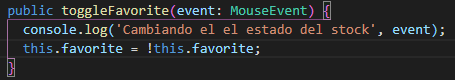 public toggleFavorite(event: MouseEvent) {
  console.log('Cambiando el el estado del stock', event);
  this.favorite = !this.favorite;
}